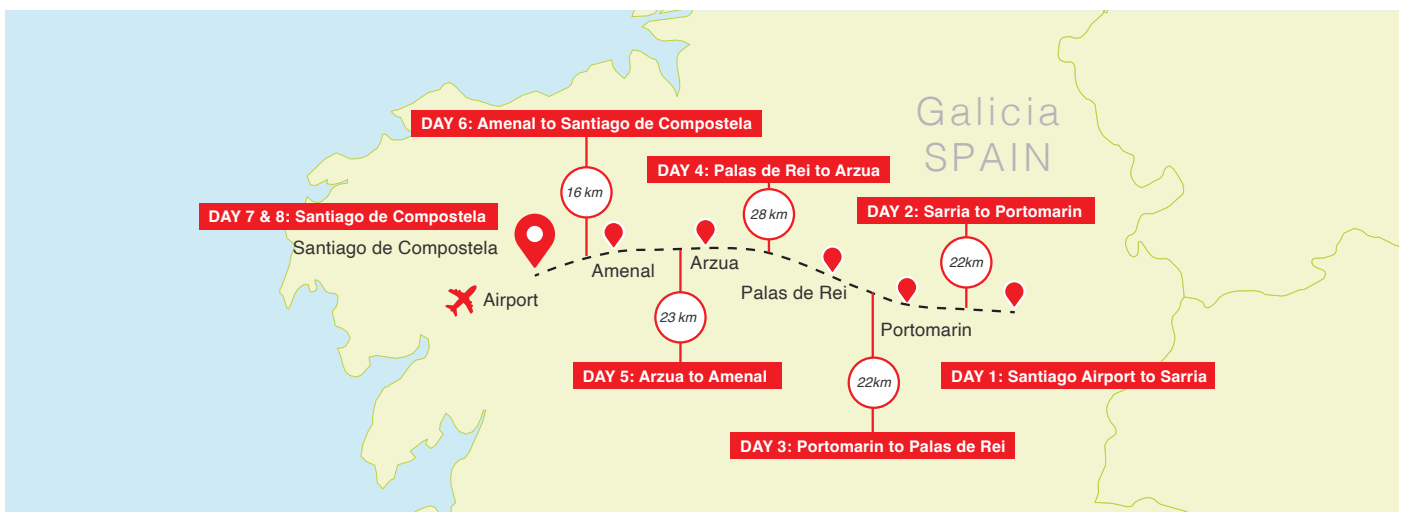 Galicia
SPAIN
DAY 6: Amenal to Santiago de Compostela
16 km
DAY 4: Palas de Rei to Arzua
28 km
DAY 2: Sarria to Portomarin
22km
DAY 7 & 8: Santiago de Compostela
Santiago de Compostela
Airport
Amenal
Arzua
Palas de Rei
Portomarin
23 km
DAY 5: Arzua to Amenal
22km
DAY 3: Portomarin to Palas de Rei
DAY 1: Santiago Airport to Sarria